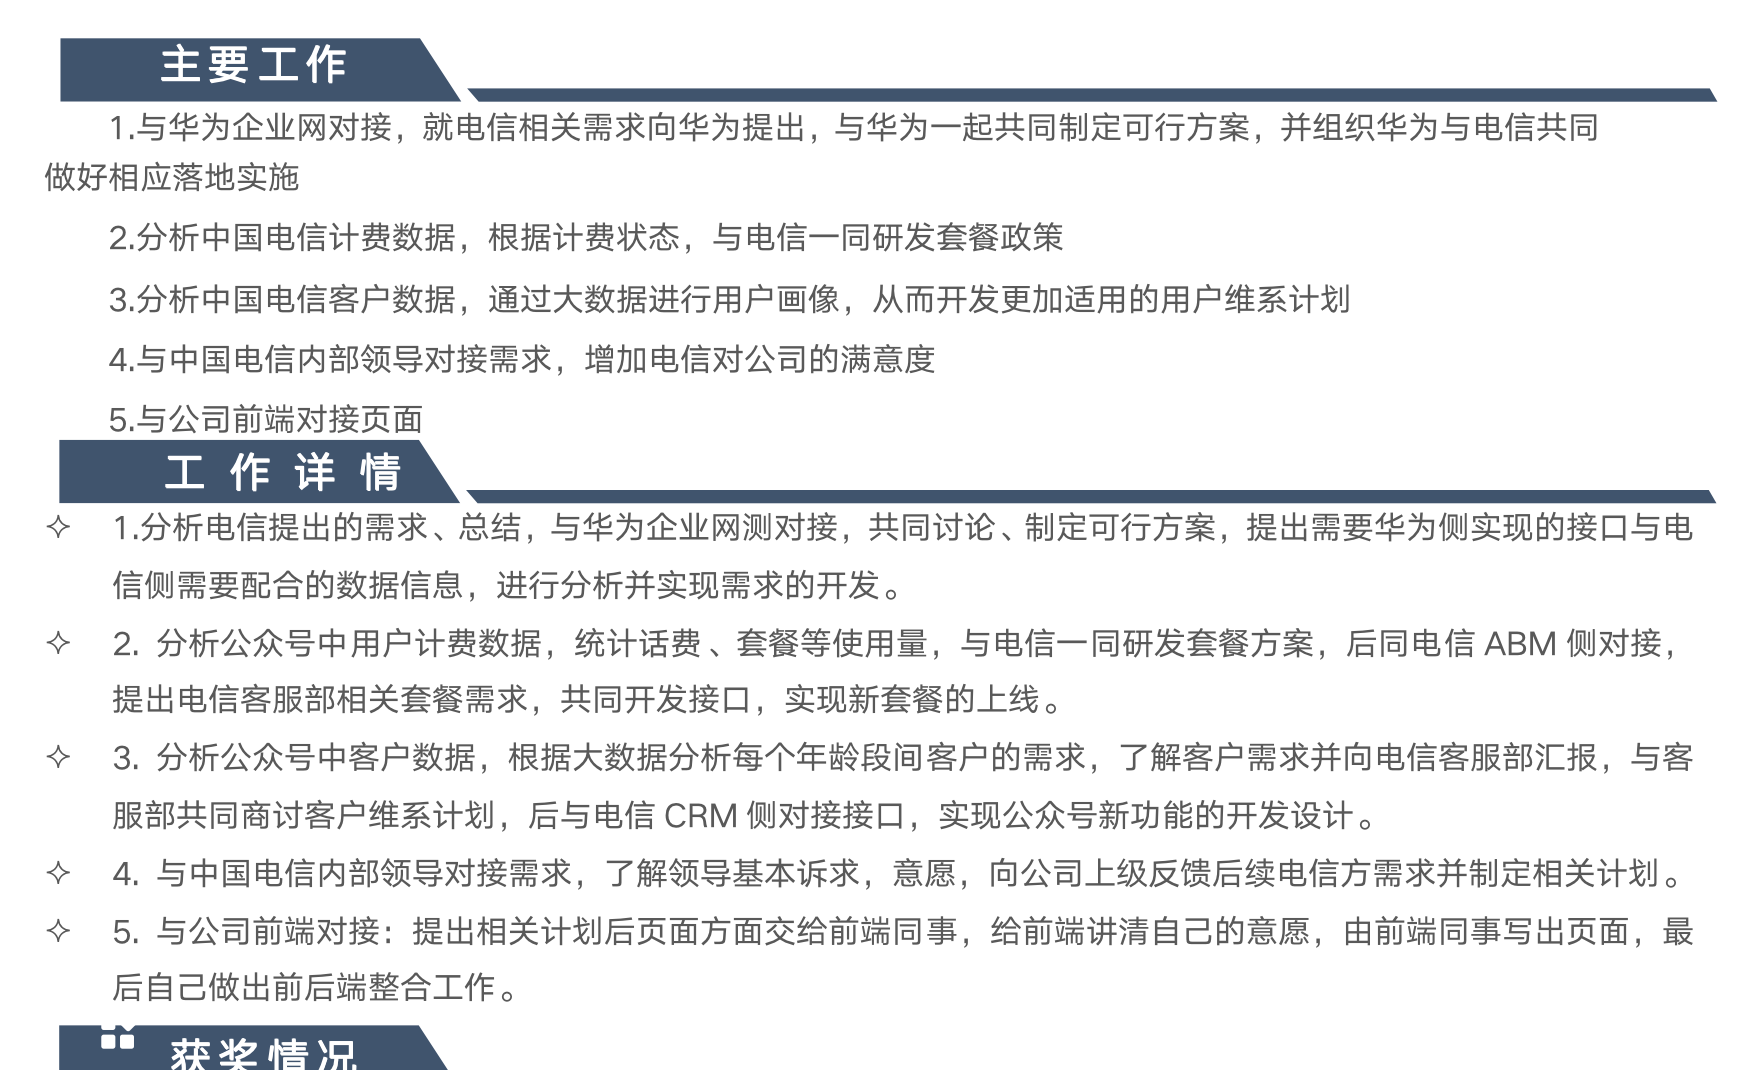 主要工作
1.与华为企业网对接，就电信相关需求向华为提出，与华为一起共同制定可行方案，并组织华为与电信共同
做好相应落地实施
2.分析中国电信计费数据，根据计费状态，与电信一同研发套餐政策
3.分析中国电信客户数据，通过大数据进行用户画像，从而开发更加适用的用户维系计划
4.与中国电信内部领导对接需求，增加电信对公司的满意度
5.与公司前端对接页面
工作详情
✧ 1.分析电信提出的需求、总结，与华为企业网测对接，共同讨论、制定可行方案，提出需要华为侧实现的接口与电
信侧需要配合的数据信息，进行分析并实现需求的开发。
✧ 2. 分析公众号中用户计费数据，统计话费、套餐等使用量，与电信一同研发套餐方案，后同电信 ABM 侧对接，
提出电信客服部相关套餐需求，共同开发接口，实现新套餐的上线。
✧ 3. 分析公众号中客户数据，根据大数据分析每个年龄段间客户的需求，了解客户需求并向电信客服部汇报，与客
服部共同商讨客户维系计划，后与电信 CRM 侧对接接口，实现公众号新功能的开发设计。
✧ 4. 与中国电信内部领导对接需求，了解领导基本诉求，意愿，向公司上级反馈后续电信方需求并制定相关计划。
✧ 5. 与公司前端对接：提出相关计划后页面方面交给前端同事，给前端讲清自己的意愿，由前端同事写出页面，最
后自己做出前后端整合工作。
获奖情况